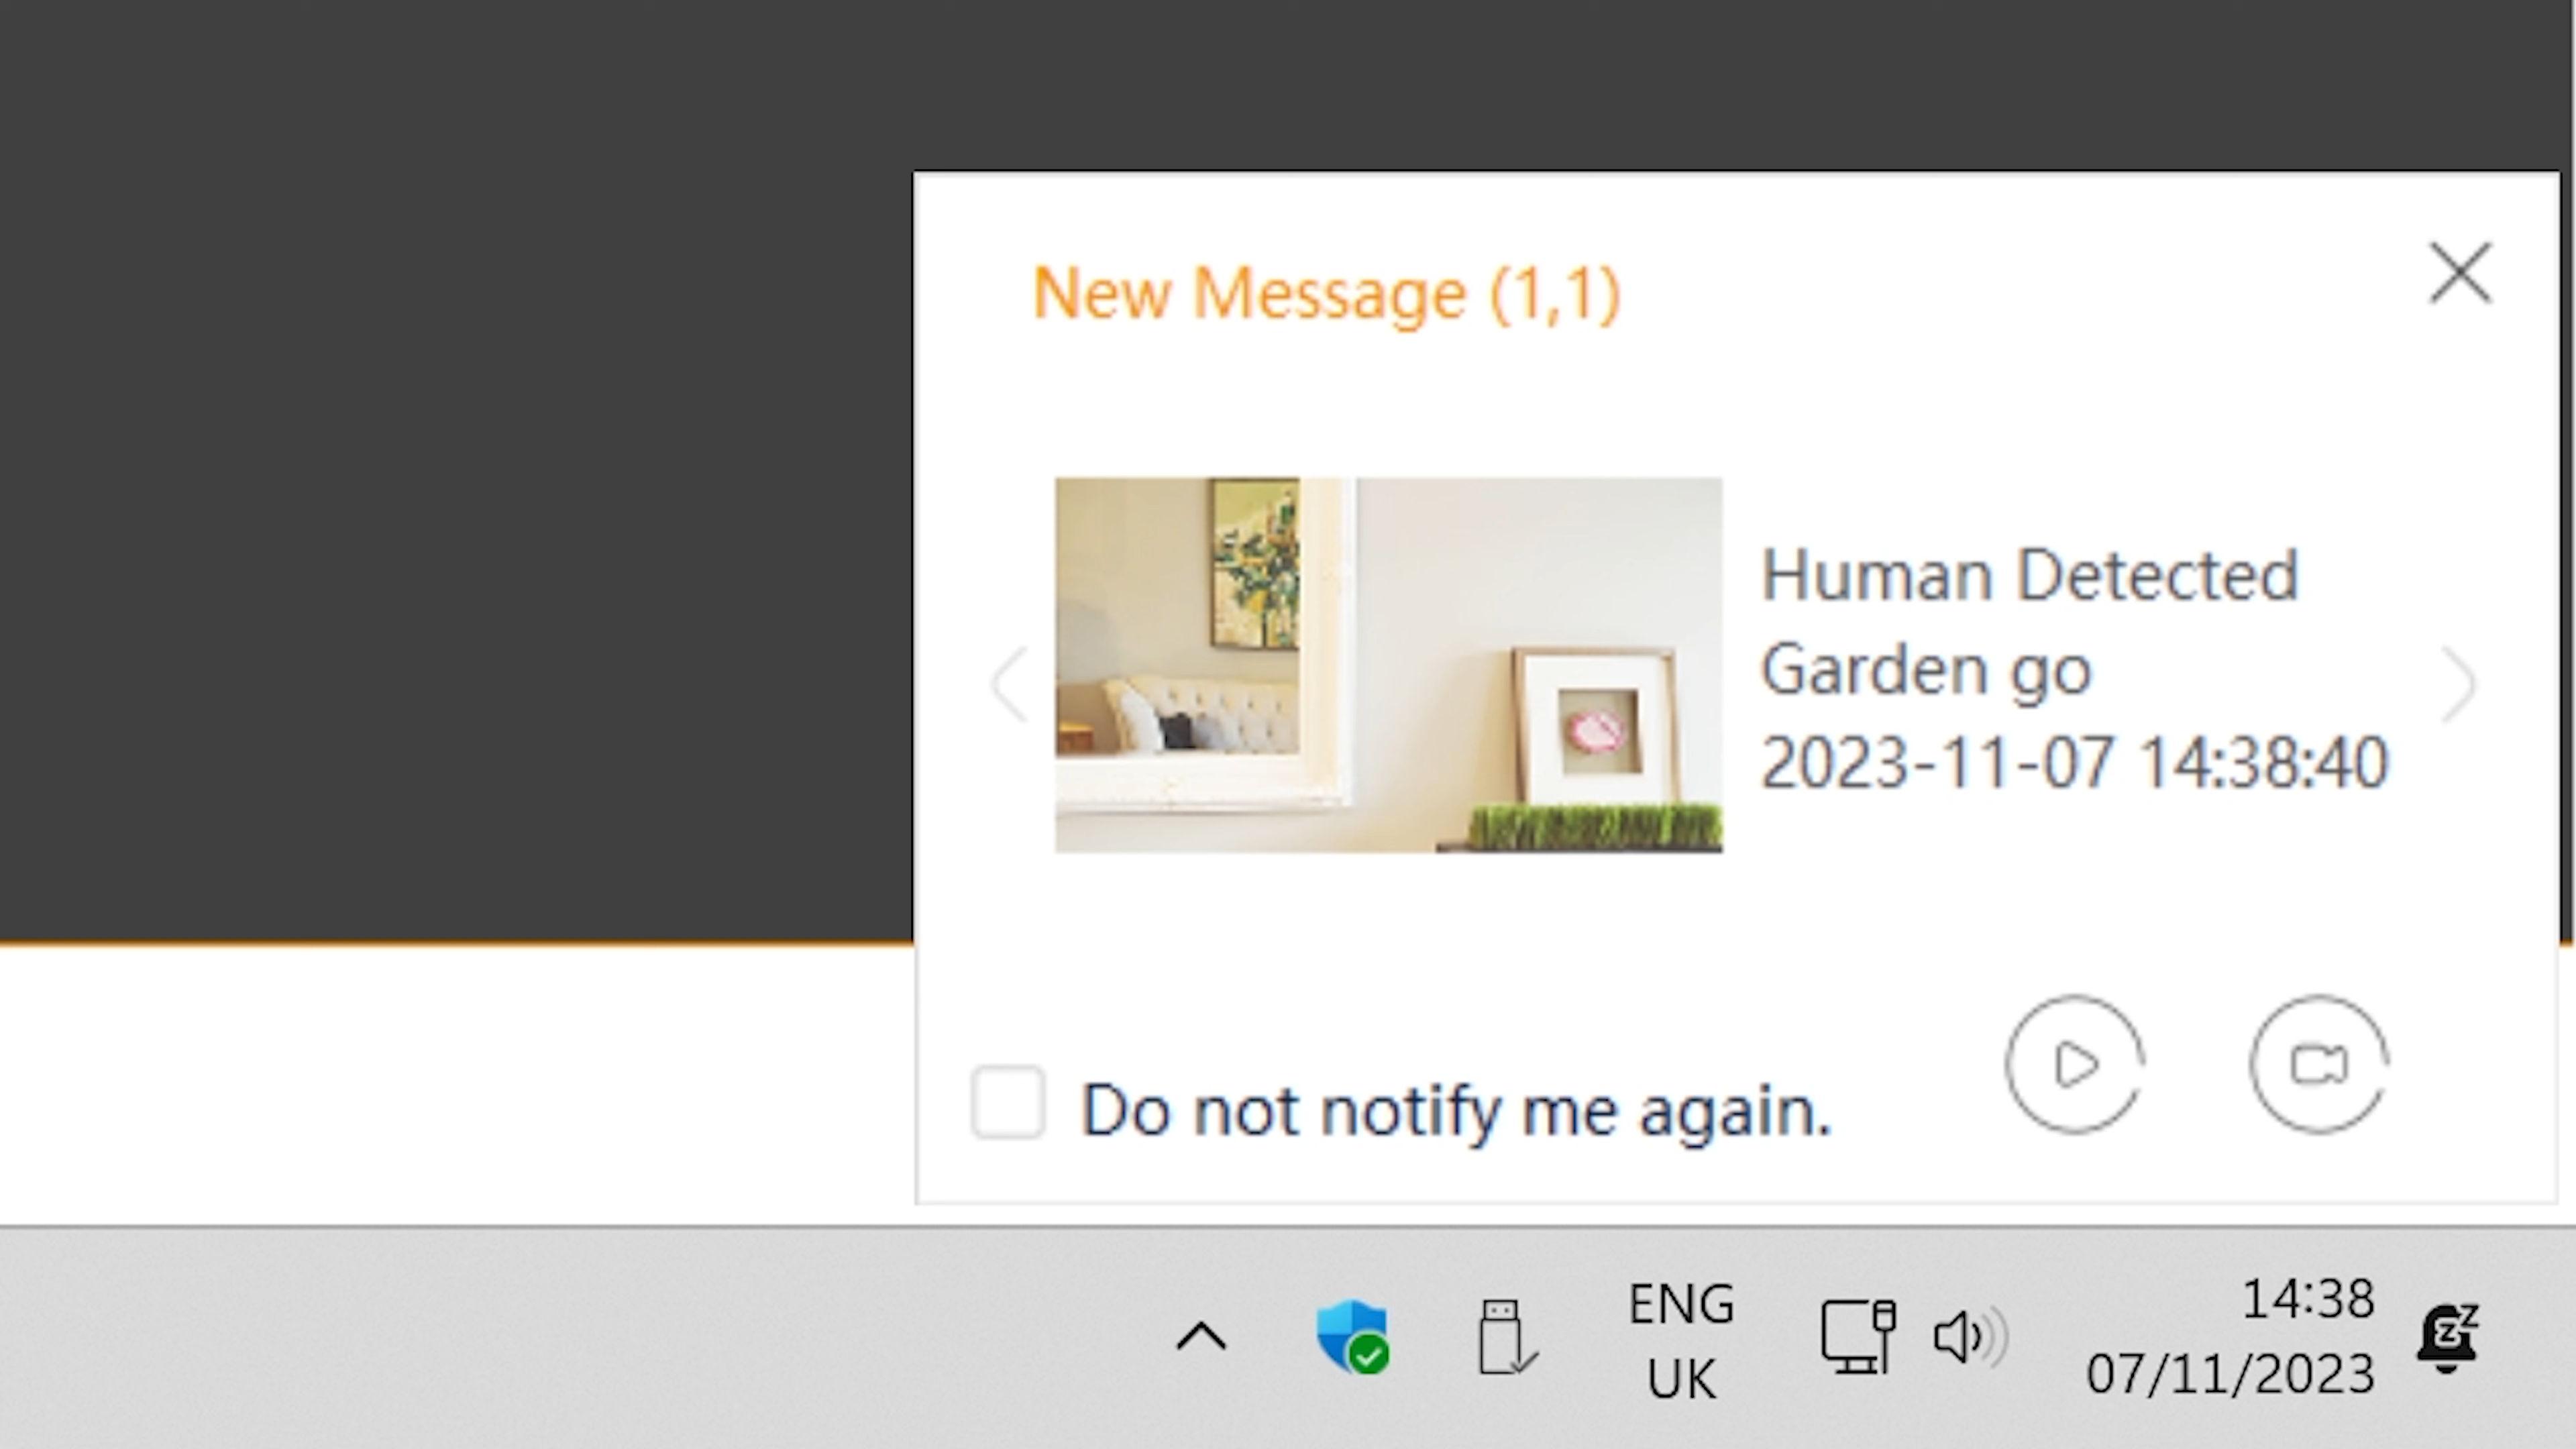 New Message (1,1)
Human Detected
Garden go
2023-11-07 14:38:40
Do not notify me again.
ENG
UK
14:38
07/11/2023